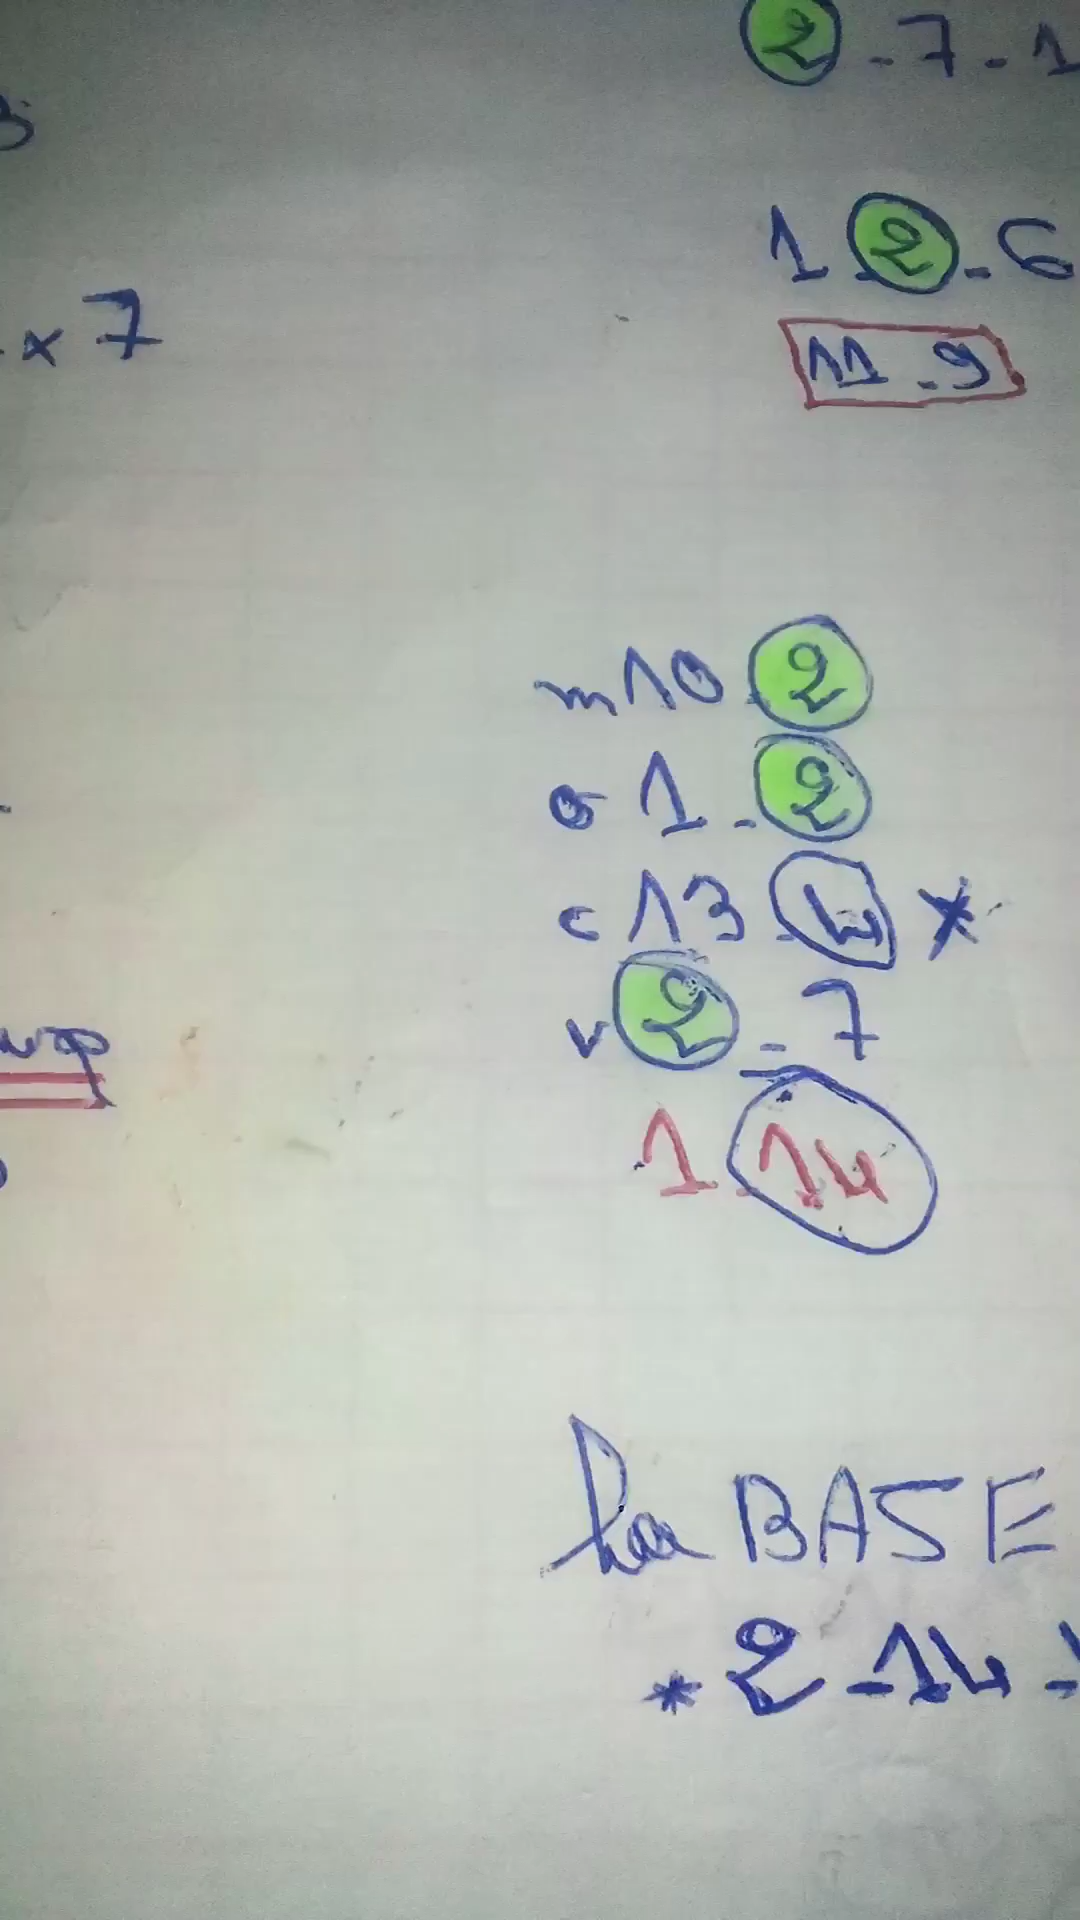 2 - 7 - 1
3
1 . 2 - 6
x 7
11 . 9
m 10 . 2
o 1 - 2
c 13 . 4 *
v 2 - 7
1 . 14
La BASE
* 2 - 14 -